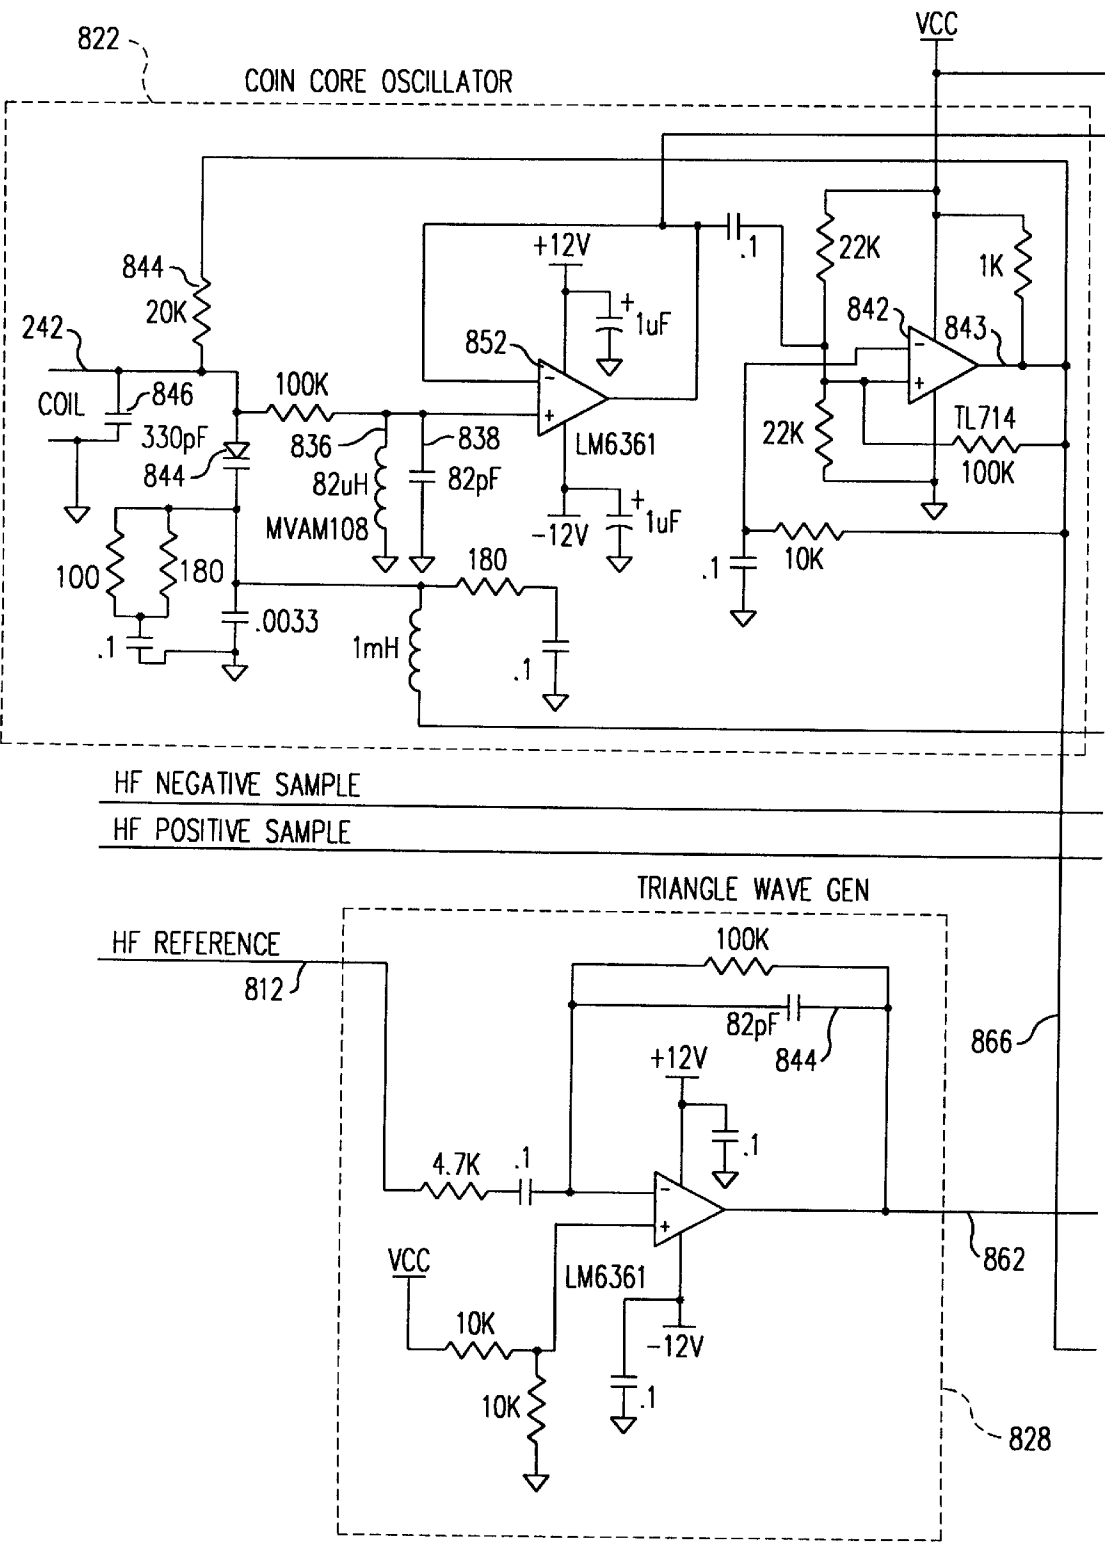 VCC
822
COIN CORE OSCILLATOR
+12V
.1
22K
1K
844
20K
+
1uF
842
843
242
852
−
+
−
+
COIL
846
100K
TL714
330pF
836
838
LM6361
22K
100K
844
82uH
82pF
+
1uF
MVAM108
-12V
10K
100
180
180
.1
.0033
.1
1mH
.1
HF NEGATIVE SAMPLE
HF POSITIVE SAMPLE
TRIANGLE WAVE GEN
HF REFERENCE
100K
812
82pF
844
866
+12V
.1
4.7K
.1
−
+
862
VCC
LM6361
10K
-12V
10K
.1
828